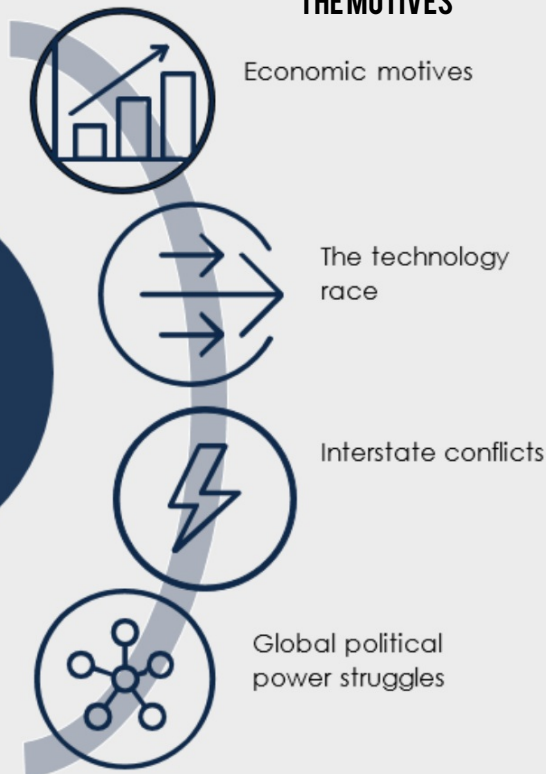 THE MOTIVES
Economic motives
The technology
race
Interstate conflicts
Global political
power struggles